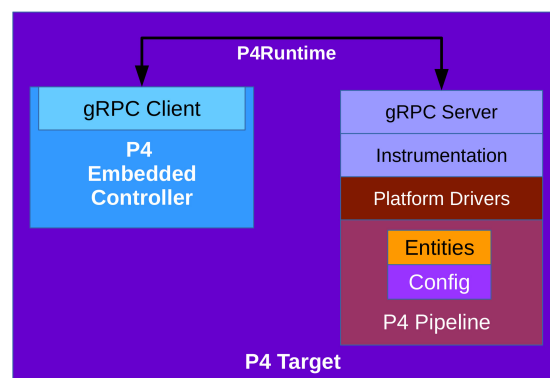 P4Runtime
gRPC Client
P4
Embedded
Controller
gRPC Server
Instrumentation
Platform Drivers
Entities
Config
P4 Pipeline
P4 Target